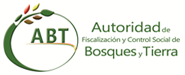 ABT
Autoridad de
Fiscalización y Control Social de
Bosques y Tierra